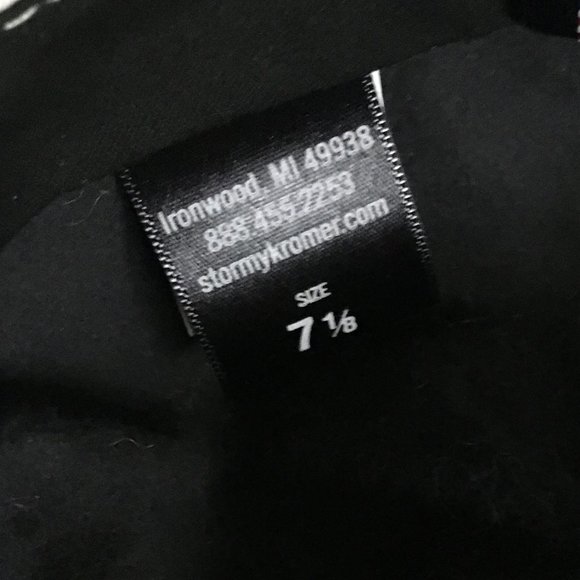 Ironwood, MI 49938
888.455.2253
stormykromer.com
SIZE
7 1/8